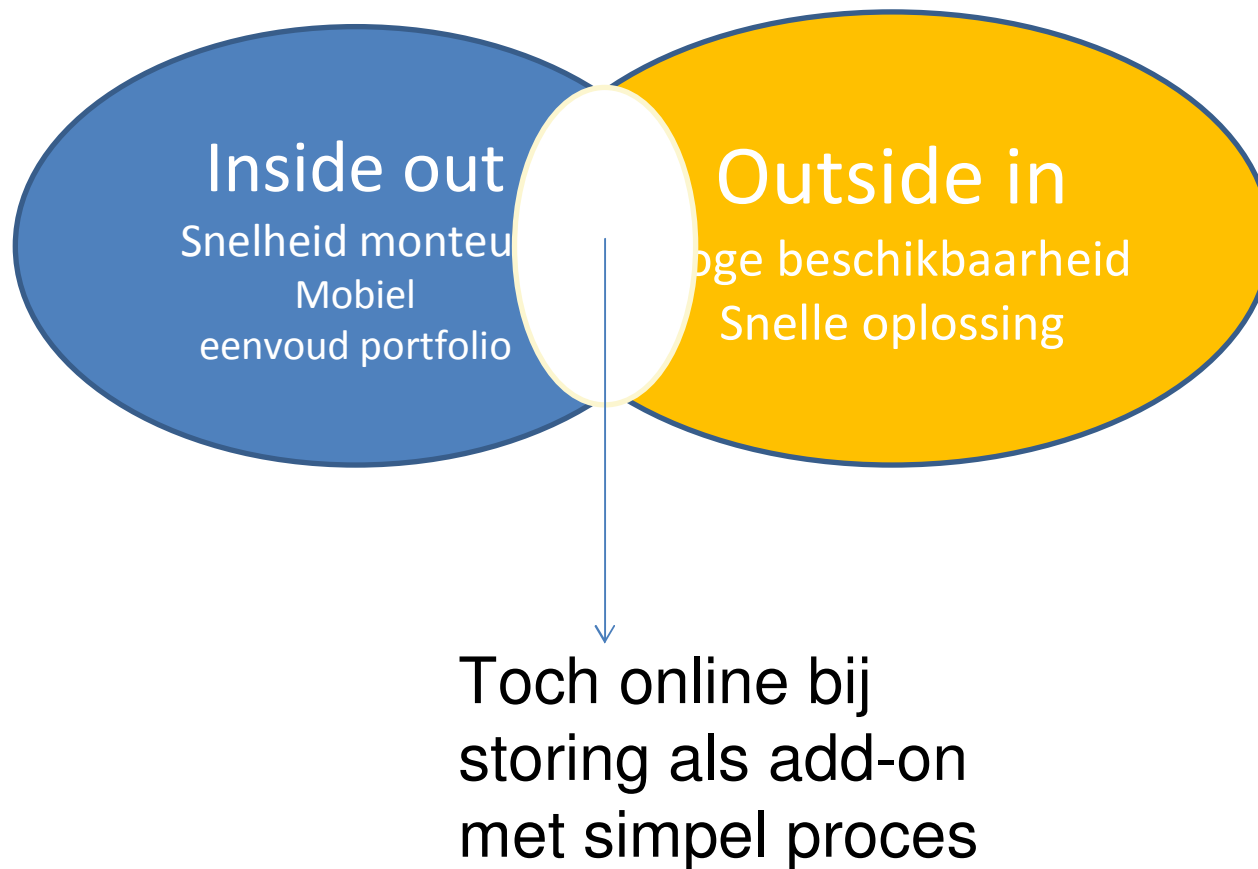 Inside out
Snelheid monteu
Mobiel
eenvoud portfolio
Outside in
oge beschikbaarheid
Snelle oplossing
Toch online bij
storing als add-on
met simpel proces